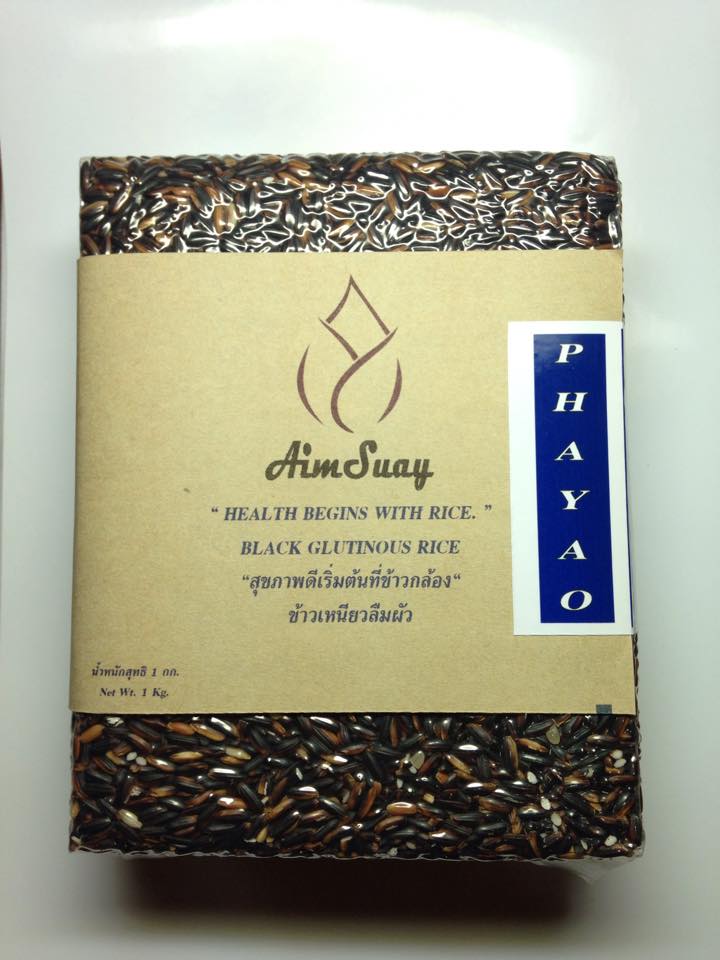 AimSuay
“ HEALTH BEGINS WITH RICE. ”
BLACK GLUTINOUS RICE
“สุขภาพดีเริ่มต้นที่ข้าวกล้อง“
ข้าวเหนียวลืมผัว
น้ำหนักสุทธิ 1 กก.
Net Wt. 1 Kg.
PHAYAO